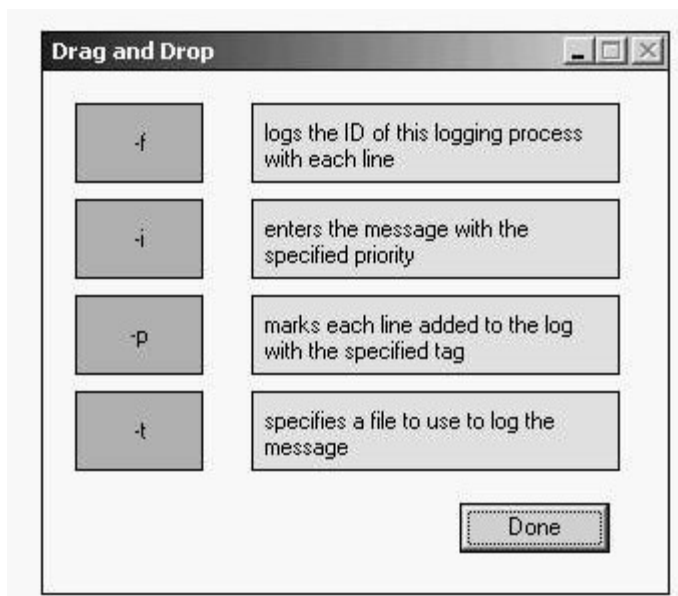 Drag and Drop
-f
logs the ID of this logging process
with each line
-i
enters the message with the
specified priority
-p
marks each line added to the log
with the specified tag
-t
specifies a file to use to log the
message
Done